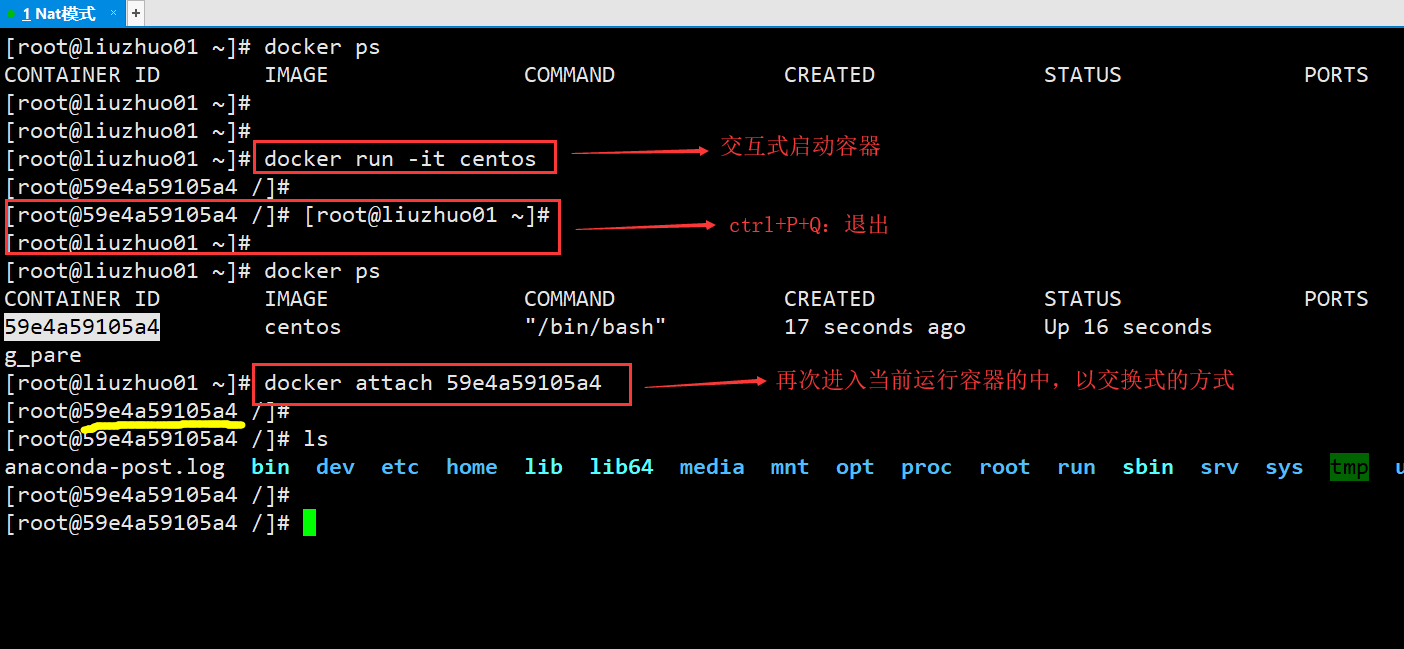 1 Nat模式 × +
[root@liuzhuo01 ~]# docker ps
CONTAINER ID IMAGE COMMAND CREATED STATUS PORTS
[root@liuzhuo01 ~]#
[root@liuzhuo01 ~]#
[root@liuzhuo01 ~]# docker run -it centos 交互式启动容器
[root@59e4a59105a4 /]#
[root@59e4a59105a4 /]# [root@liuzhuo01 ~]# ctrl+P+Q: 退出
[root@liuzhuo01 ~]#
[root@liuzhuo01 ~]# docker ps
CONTAINER ID IMAGE COMMAND CREATED STATUS PORTS
59e4a59105a4 centos "/bin/bash" 17 seconds ago Up 16 seconds
g_pare
[root@liuzhuo01 ~]# docker attach 59e4a59105a4 再次进入当前运行容器的中，以交换式的方式
[root@59e4a59105a4 /]#
[root@59e4a59105a4 /]# ls
anaconda-post.log bin dev etc home lib lib64 media mnt opt proc root run sbin srv sys tmp
[root@59e4a59105a4 /]#
[root@59e4a59105a4 /]#